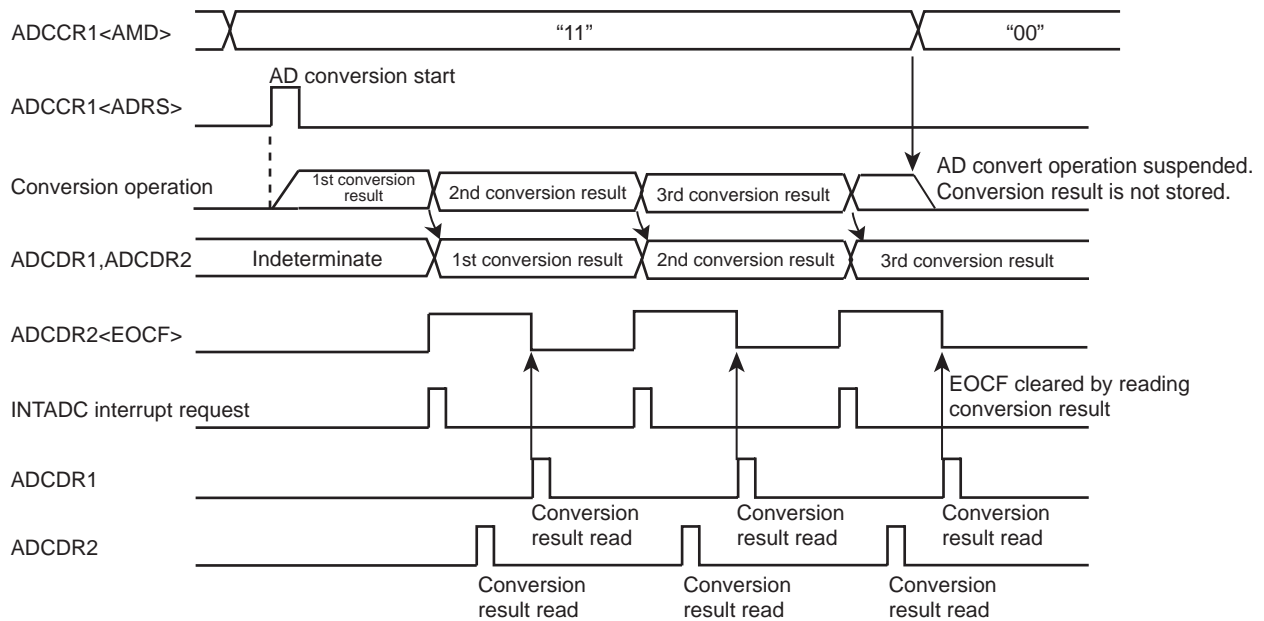 ADCCR1<AMD>
“11”
“00”
AD conversion start
ADCCR1<ADRS>
Conversion operation
1st conversion
result
2nd conversion result
3rd conversion result
AD convert operation suspended.
Conversion result is not stored.
ADCDR1,ADCDR2
Indeterminate
1st conversion result
2nd conversion result
3rd conversion result
ADCDR2<EOCF>
EOCF cleared by reading
conversion result
INTADC interrupt request
ADCDR1
Conversion
result read
Conversion
result read
Conversion
result read
ADCDR2
Conversion
result read
Conversion
result read
Conversion
result read